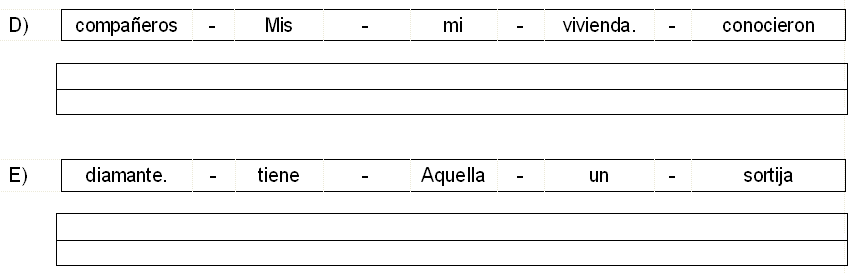 D) compañeros - Mis - mi - vivienda. - conocieron
E) diamante. - tiene - Aquella - un - sortija